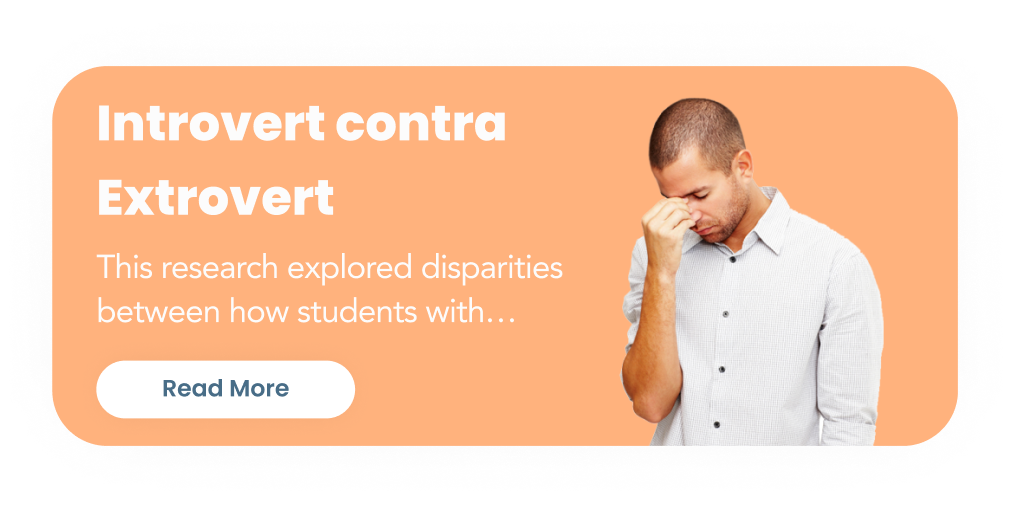 Introvert contra
Extrovert
This research explored disparities
between how students with…
Read More